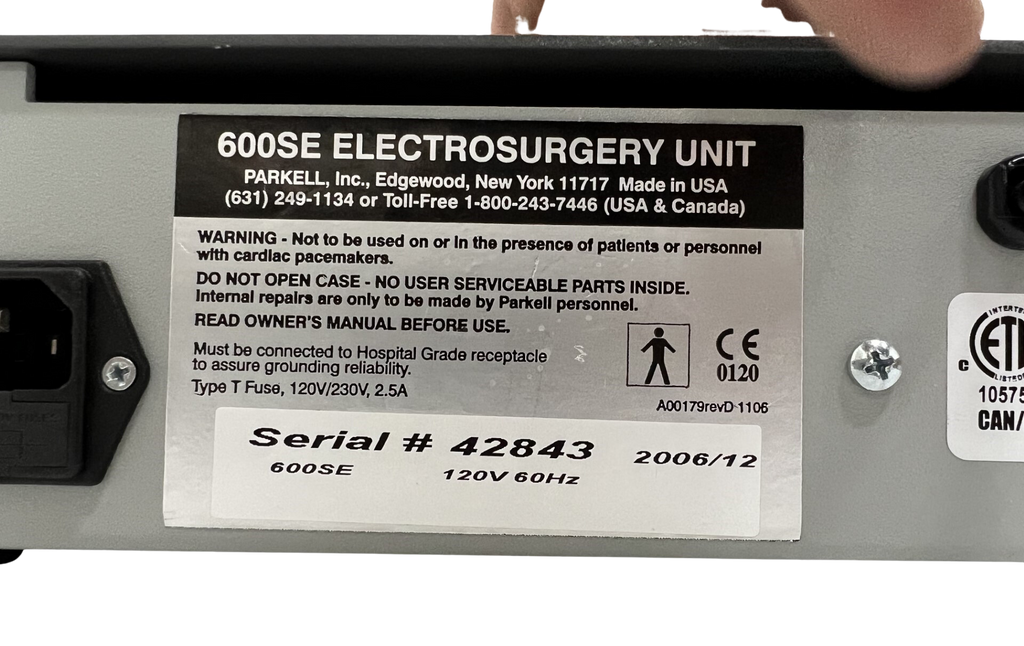 600SE ELECTROSURGERY UNIT
PARKELL, Inc., Edgewood, New York 11717 Made in USA
(631) 249-1134 or Toll-Free 1-800-243-7446 (USA & Canada)
WARNING - Not to be used on or in the presence of patients or personnel
with cardiac pacemakers.
DO NOT OPEN CASE - NO USER SERVICEABLE PARTS INSIDE.
Internal repairs are only to be made by Parkell personnel.
READ OWNER'S MANUAL BEFORE USE.
Must be connected to Hospital Grade receptacle
to assure grounding reliability.
Type T Fuse, 120V/230V, 2.5A
CE
0120
A00179revD 1106
Serial # 42843 2006/12
600SE 120V 60Hz
C
ETL
10575
CAN/